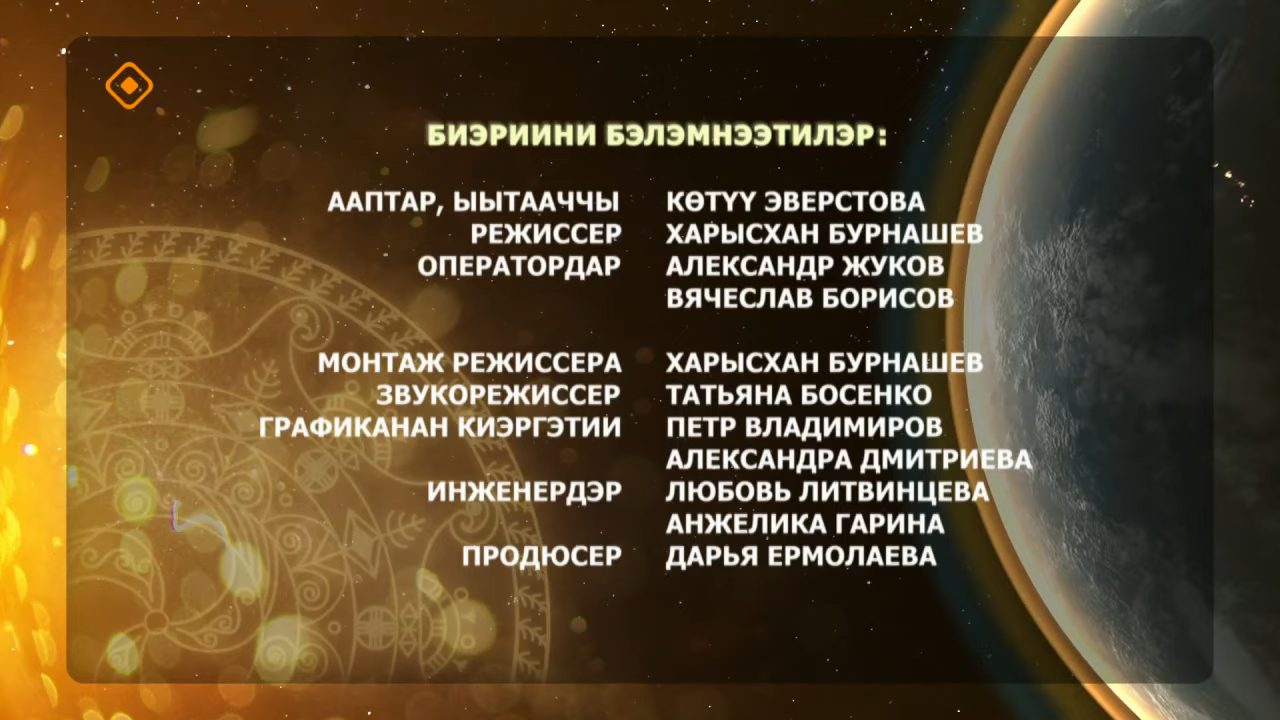 БИЭРИИНИ БЭЛЭМНЭЭТИЛЭР:
ААПТАР, ЫЫТААЧЧЫ КӨТҮҮ ЭВЕРСТОВА
РЕЖИССЕР ХАРЫСХАН БУРНАШЕВ
ОПЕРАТОРДАР АЛЕКСАНДР ЖУКОВ
ВЯЧЕСЛАВ БОРИСОВ
МОНТАЖ РЕЖИССЕРА ХАРЫСХАН БУРНАШЕВ
ЗВУКОРЕЖИССЕР ТАТЬЯНА БОСЕНКО
ГРАФИКАНАН КИЭРГЭТИИ ПЕТР ВЛАДИМИРОВ
АЛЕКСАНДРА ДМИТРИЕВА
ИНЖЕНЕРДЭР ЛЮБОВЬ ЛИТВИНЦЕВА
АНЖЕЛИКА ГАРИНА
ПРОДЮСЕР ДАРЬЯ ЕРМОЛАЕВА